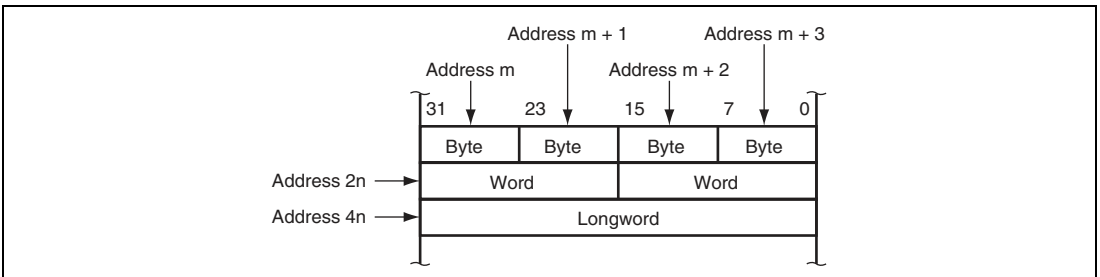 Address m + 1 Address m + 3
Address m Address m + 2
31 23 15 7 0
Byte Byte Byte Byte
Address 2n Word Word
Address 4n Longword